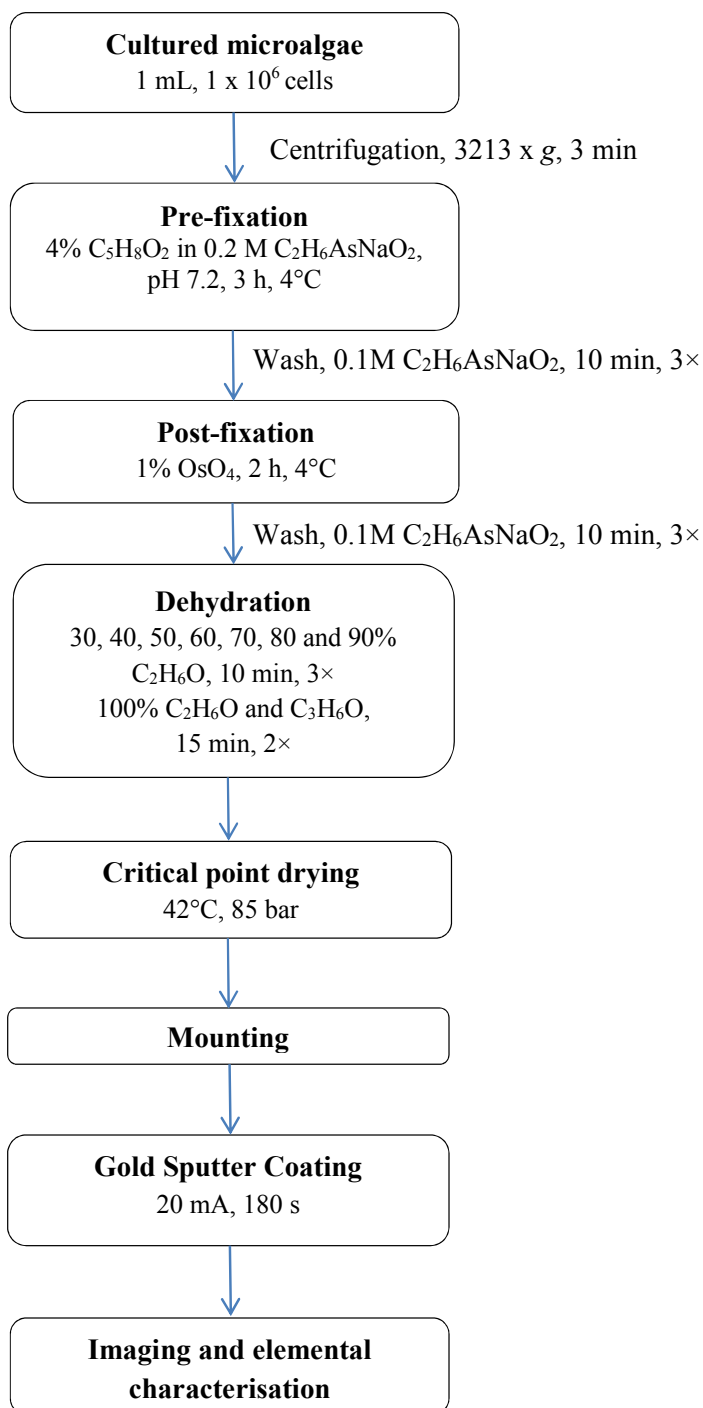 Cultured microalgae
1 mL, 1 x 10⁶ cells
Centrifugation, 3213 x g, 3 min
Pre-fixation
4% C₅H₈O₂ in 0.2 M C₂H₆AsNaO₂,
pH 7.2, 3 h, 4°C
Wash, 0.1M C₂H₆AsNaO₂, 10 min, 3×
Post-fixation
1% OsO₄, 2 h, 4°C
Wash, 0.1M C₂H₆AsNaO₂, 10 min, 3×
Dehydration
30, 40, 50, 60, 70, 80 and 90%
C₂H₆O, 10 min, 3×
100% C₂H₆O and C₃H₆O,
15 min, 2×
Critical point drying
42°C, 85 bar
Mounting
Gold Sputter Coating
20 mA, 180 s
Imaging and elemental
characterisation